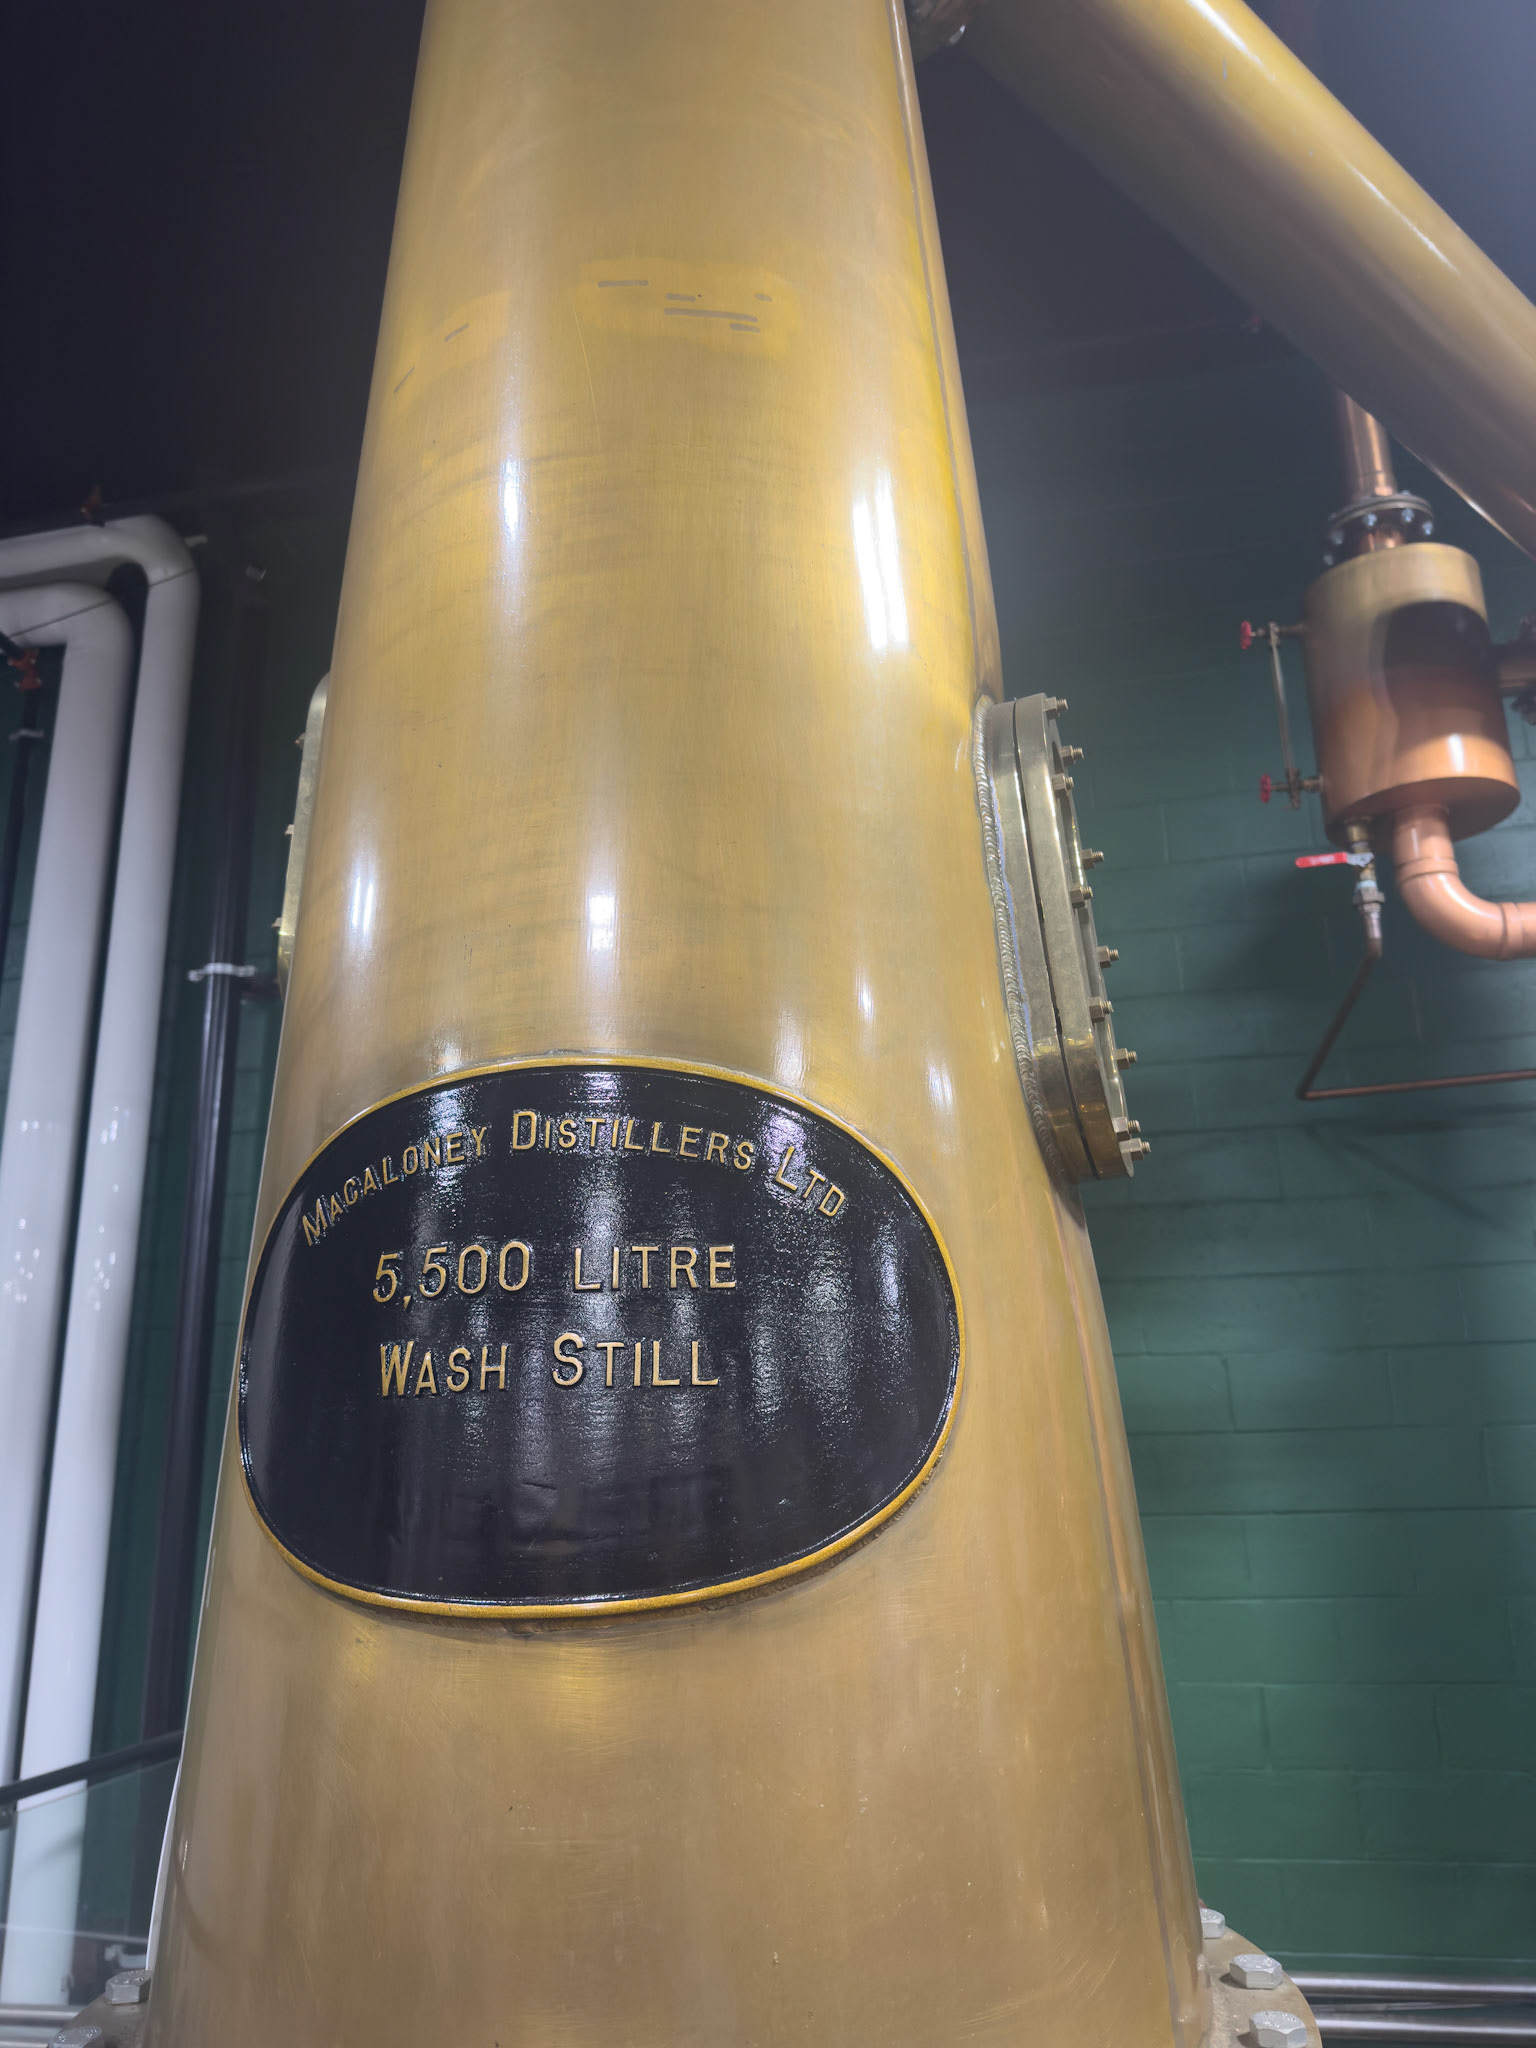 MACALONEY DISTILLERS LTD
5,500 LITRE
WASH STILL